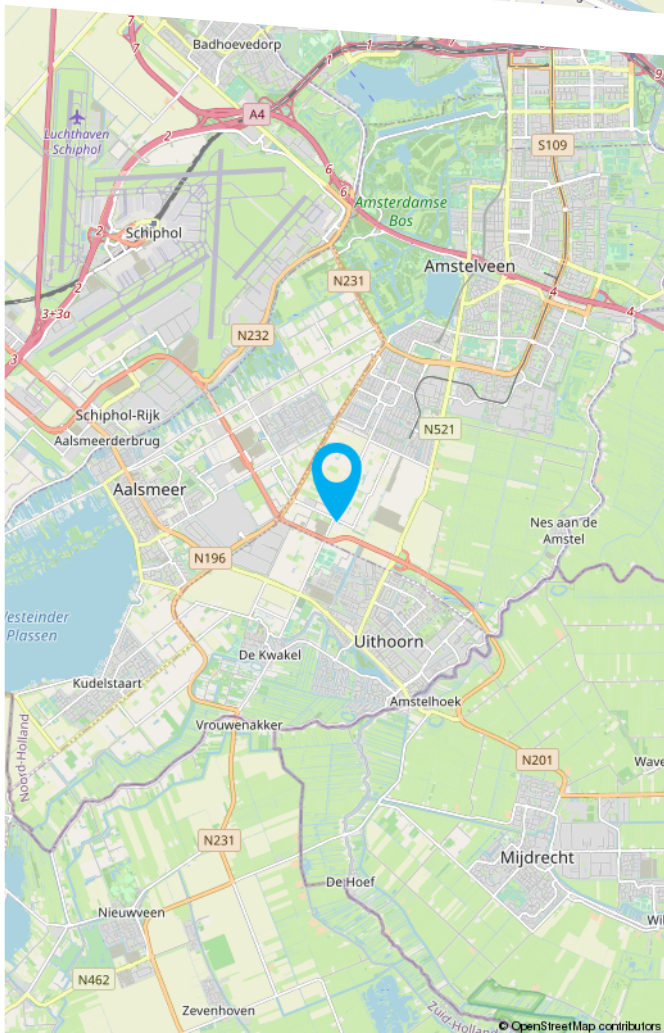 7
7
1
1
7
9
Badhoevedorp
A4
Luchthaven
Schiphol
2
6
6
S109
Amsterdamse
Bos
2
Schiphol
Amstelveen
N231
2
4
4
3+3a
N232
3
Schiphol-Rijk
Aalsmeerderbrug
N521
Aalsmeer
Nes aan de
Amstel
N196
Westeinder
Plassen
Uithoorn
De Kwakel
Kudelstaart
Amstelhoek
Vrouwenakker
Noord-Holland
N201
Wave
N231
Mijdrecht
De Hoef
Nieuwveen
Wil
N462
Zevenhoven
Zuid-Holland
© OpenStreetMap contributors